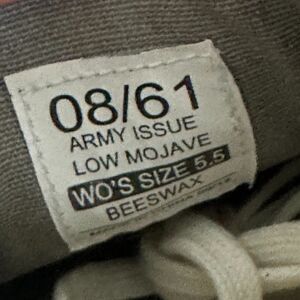 08/61
ARMY ISSUE
LOW MOJAVE
WO'S SIZE 5.5
BEESWAX